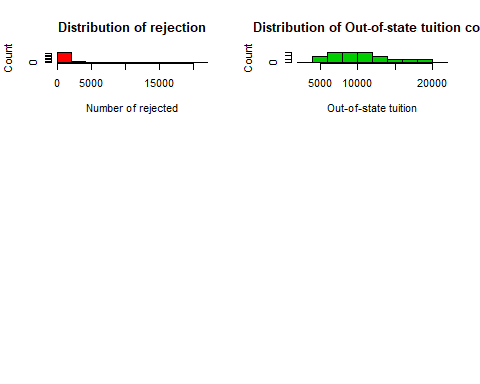 Distribution of rejection
Count
0
0 5000 15000
Number of rejected
Distribution of Out-of-state tuition co
Count
0
5000 10000 20000
Out-of-state tuition